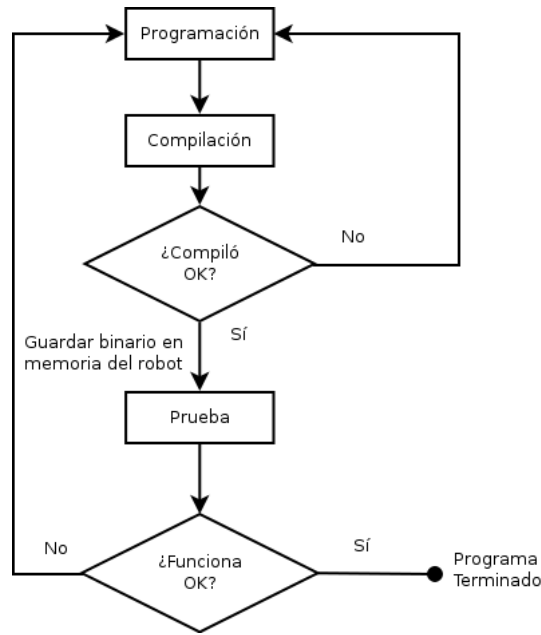 Programación
Compilación
¿Compiló
OK?
No
Sí
Guardar binario en
memoria del robot
Prueba
No
¿Funciona
OK?
Sí
Programa
Terminado